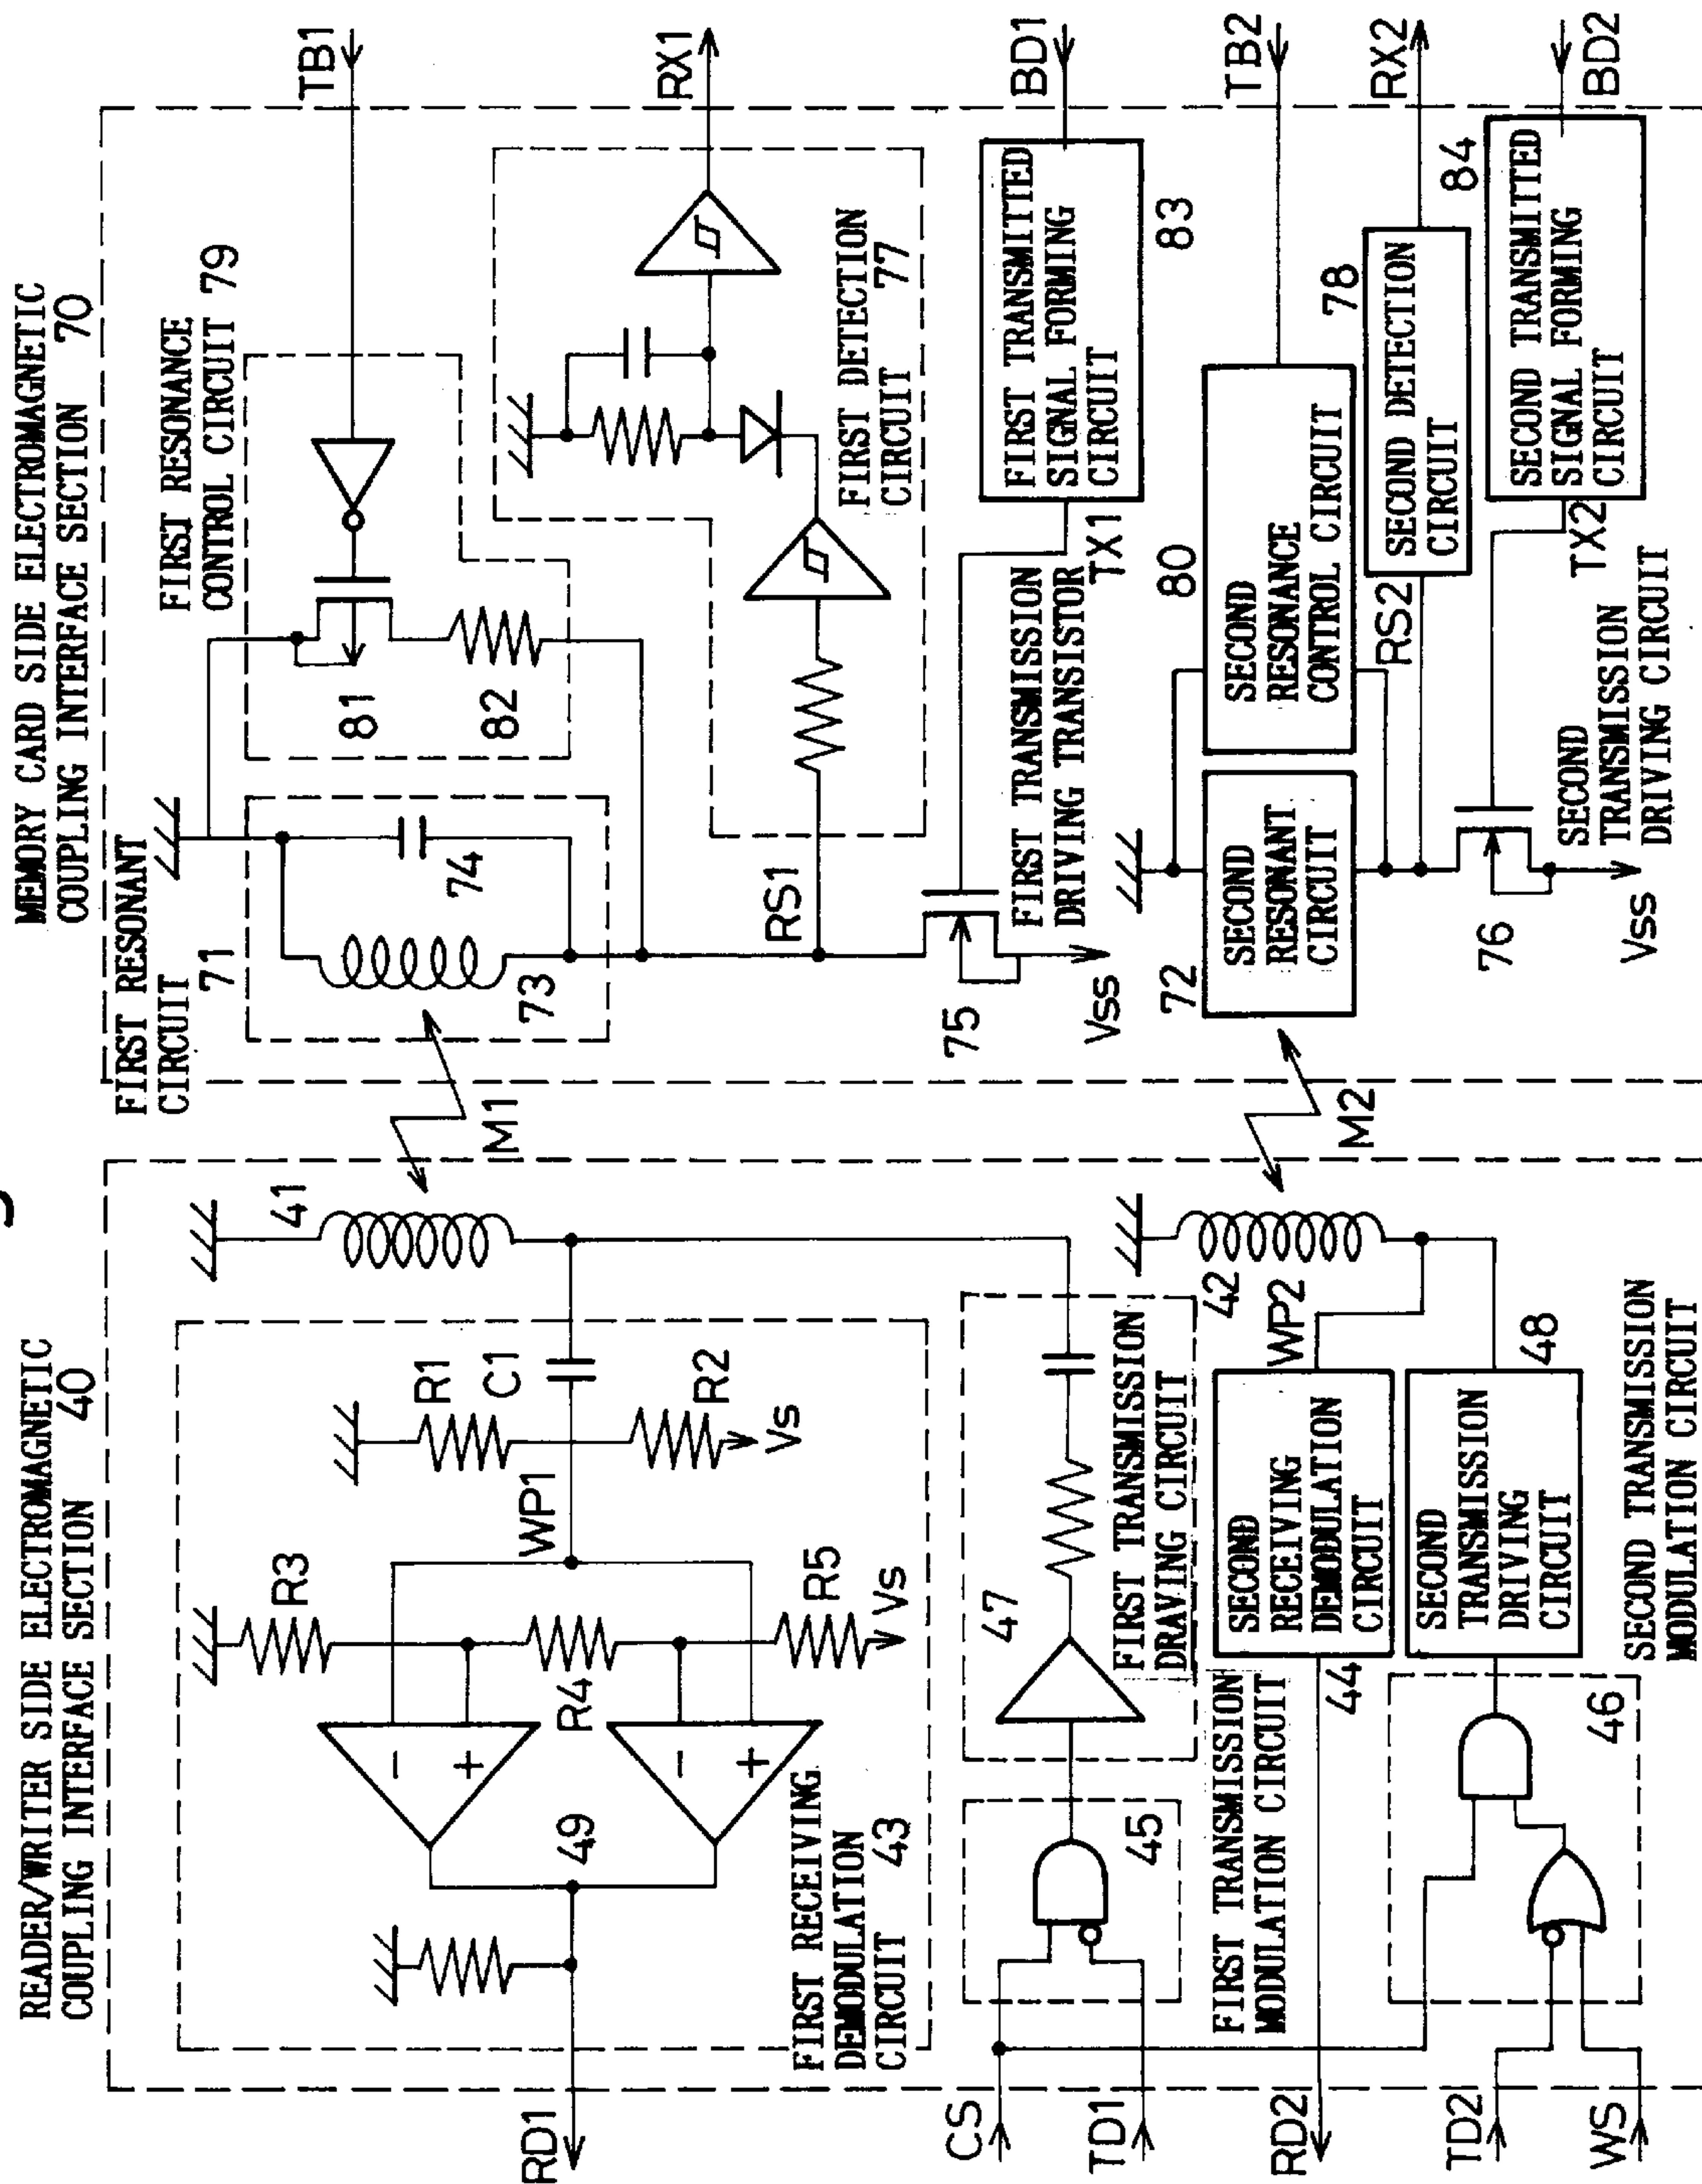 READER/WRITER SIDE ELECTROMAGNETIC
COUPLING INTERFACE SECTION 40
MEMORY CARD SIDE ELECTROMAGNETIC
COUPLING INTERFACE SECTION 70
R3
R1
C1
WP1
R2
Vs
R4
R5
Vs
−
+
−
+
49
FIRST RECEIVING
DEMODULATION
CIRCUIT 43
RD1
41
M1
CS
TD1
45
FIRST TRANSMISSION
MODULATION CIRCUIT
47
FIRST TRANSMISSION
DRAVING CIRCUIT
RD2
44
SECOND
RECEIVING
DEMODULATION
CIRCUIT
WP2
42
M2
SECOND
TRANSMISSION
DRIVING
CIRCUIT
48
TD2
WS
46
SECOND TRANSMISSION
MODULATION CIRCUIT
FIRST RESONANT
CIRCUIT 71
73
74
FIRST RESONANCE
CONTROL CIRCUIT 79
81
82
TB1
RX1
FIRST DETECTION
CIRCUIT 77
RS1
75
Vss
FIRST TRANSMISSION
DRIVING TRANSISTOR
TX1
FIRST TRANSMITTED
SIGNAL FORMING
CIRCUIT
83
BD1
72
SECOND
RESONANT
CIRCUIT
80
SECOND
RESONANCE
CONTROL CIRCUIT
TB2
RS2
78
SECOND DETECTION
CIRCUIT
RX2
84
SECOND TRANSMITTED
SIGNAL FORMING
CIRCUIT
BD2
TX2
76
Vss
SECOND
TRANSMISSION
DRIVING CIRCUIT